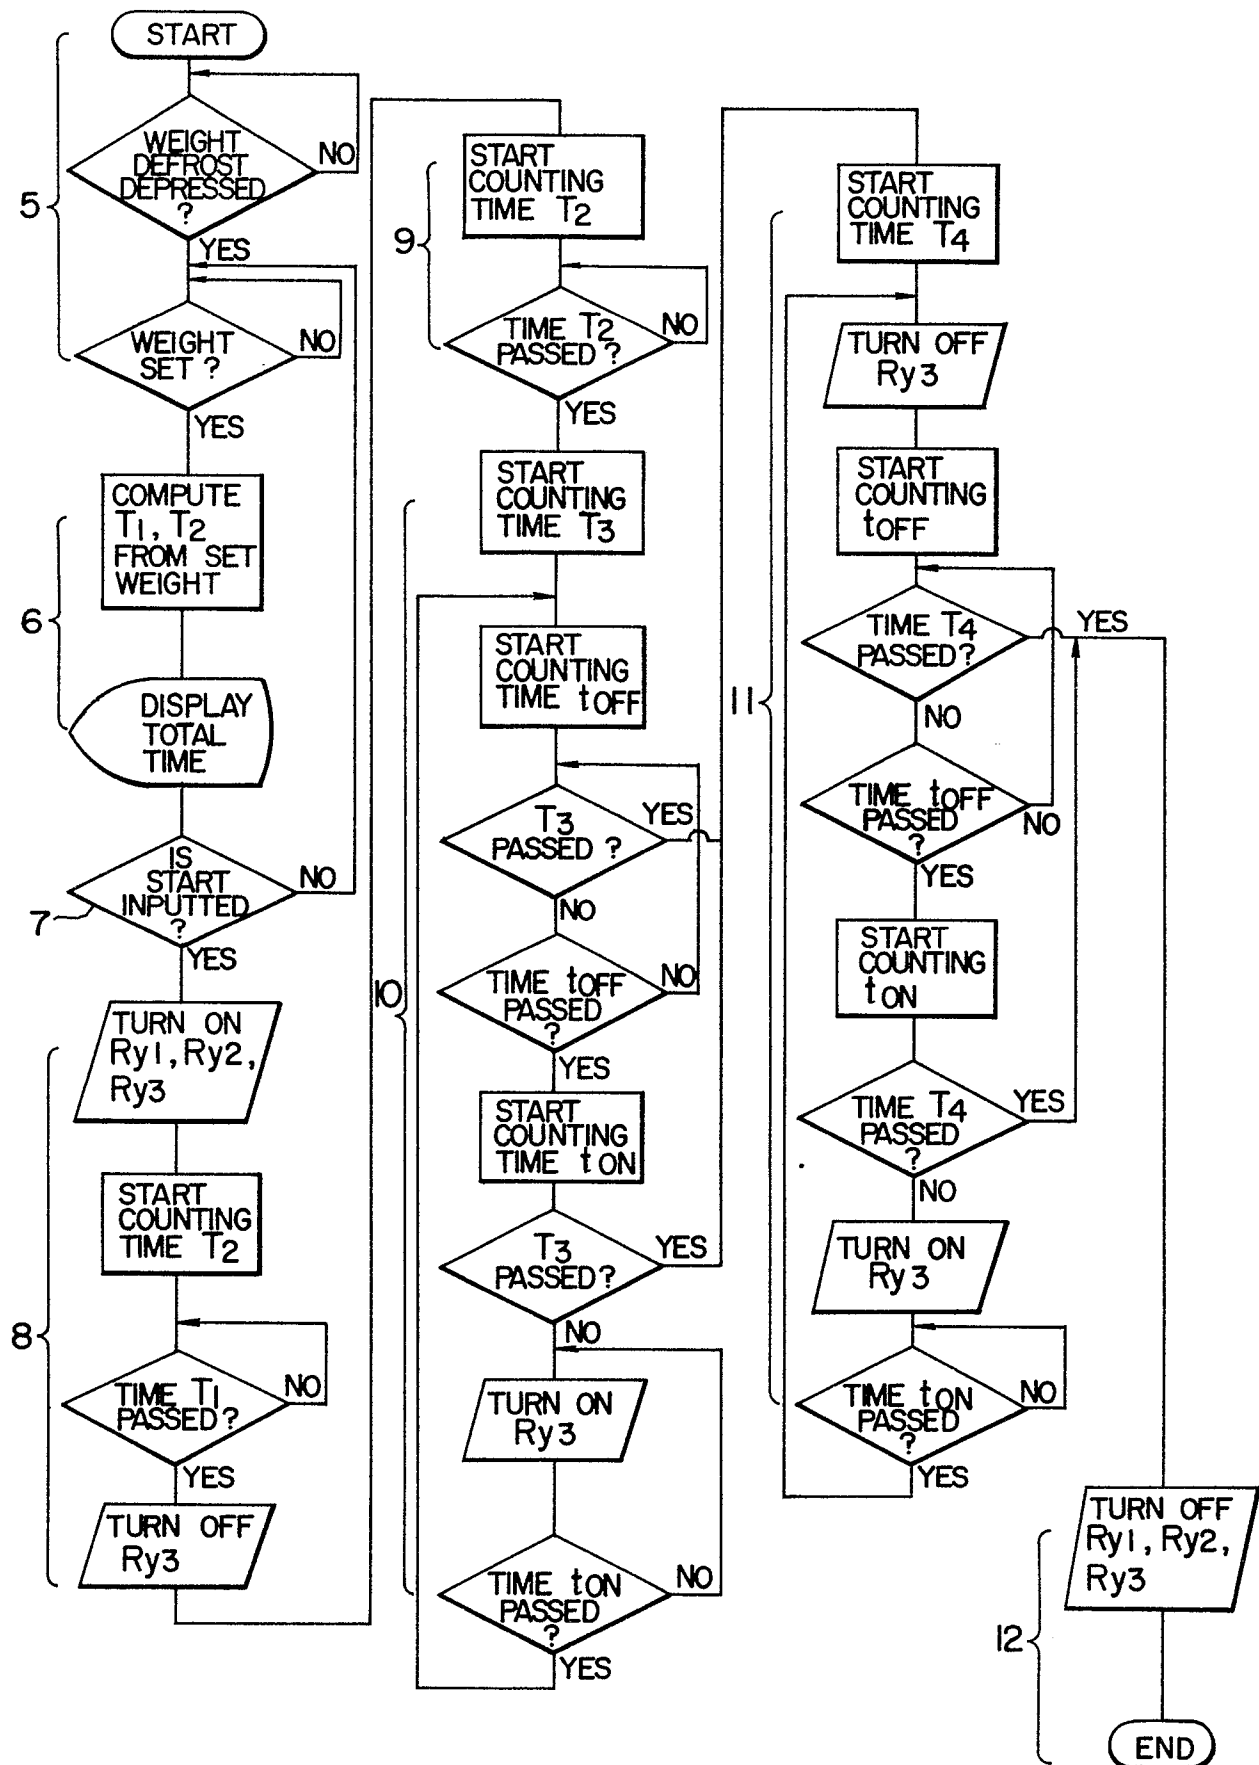 START
WEIGHT
DEFROST
DEPRESSED
?
NO
YES
5
WEIGHT
SET ?
NO
YES
COMPUTE
T1, T2
FROM SET
WEIGHT
6
DISPLAY
TOTAL
TIME
IS
START
INPUTTED
?
NO
7
YES
TURN ON
Ry1, Ry2,
Ry3
START
COUNTING
TIME T2
8
TIME T1
PASSED ?
NO
YES
TURN OFF
Ry3
START
COUNTING
TIME T2
9
TIME T2
PASSED ?
NO
YES
START
COUNTING
TIME T3
START
COUNTING
TIME tOFF
T3
PASSED ?
YES
NO
10
TIME tOFF
PASSED
?
NO
YES
START
COUNTING
TIME tON
T3
PASSED ?
YES
NO
TURN ON
Ry3
TIME tON
PASSED
?
NO
YES
START
COUNTING
TIME T4
TURN OFF
Ry3
START
COUNTING
tOFF
TIME T4
PASSED ?
YES
11
NO
TIME tOFF
PASSED
?
NO
YES
START
COUNTING
tON
TIME T4
PASSED
?
YES
NO
TURN ON
Ry3
TIME tON
PASSED
?
NO
YES
TURN OFF
Ry1, Ry2,
Ry3
12
END